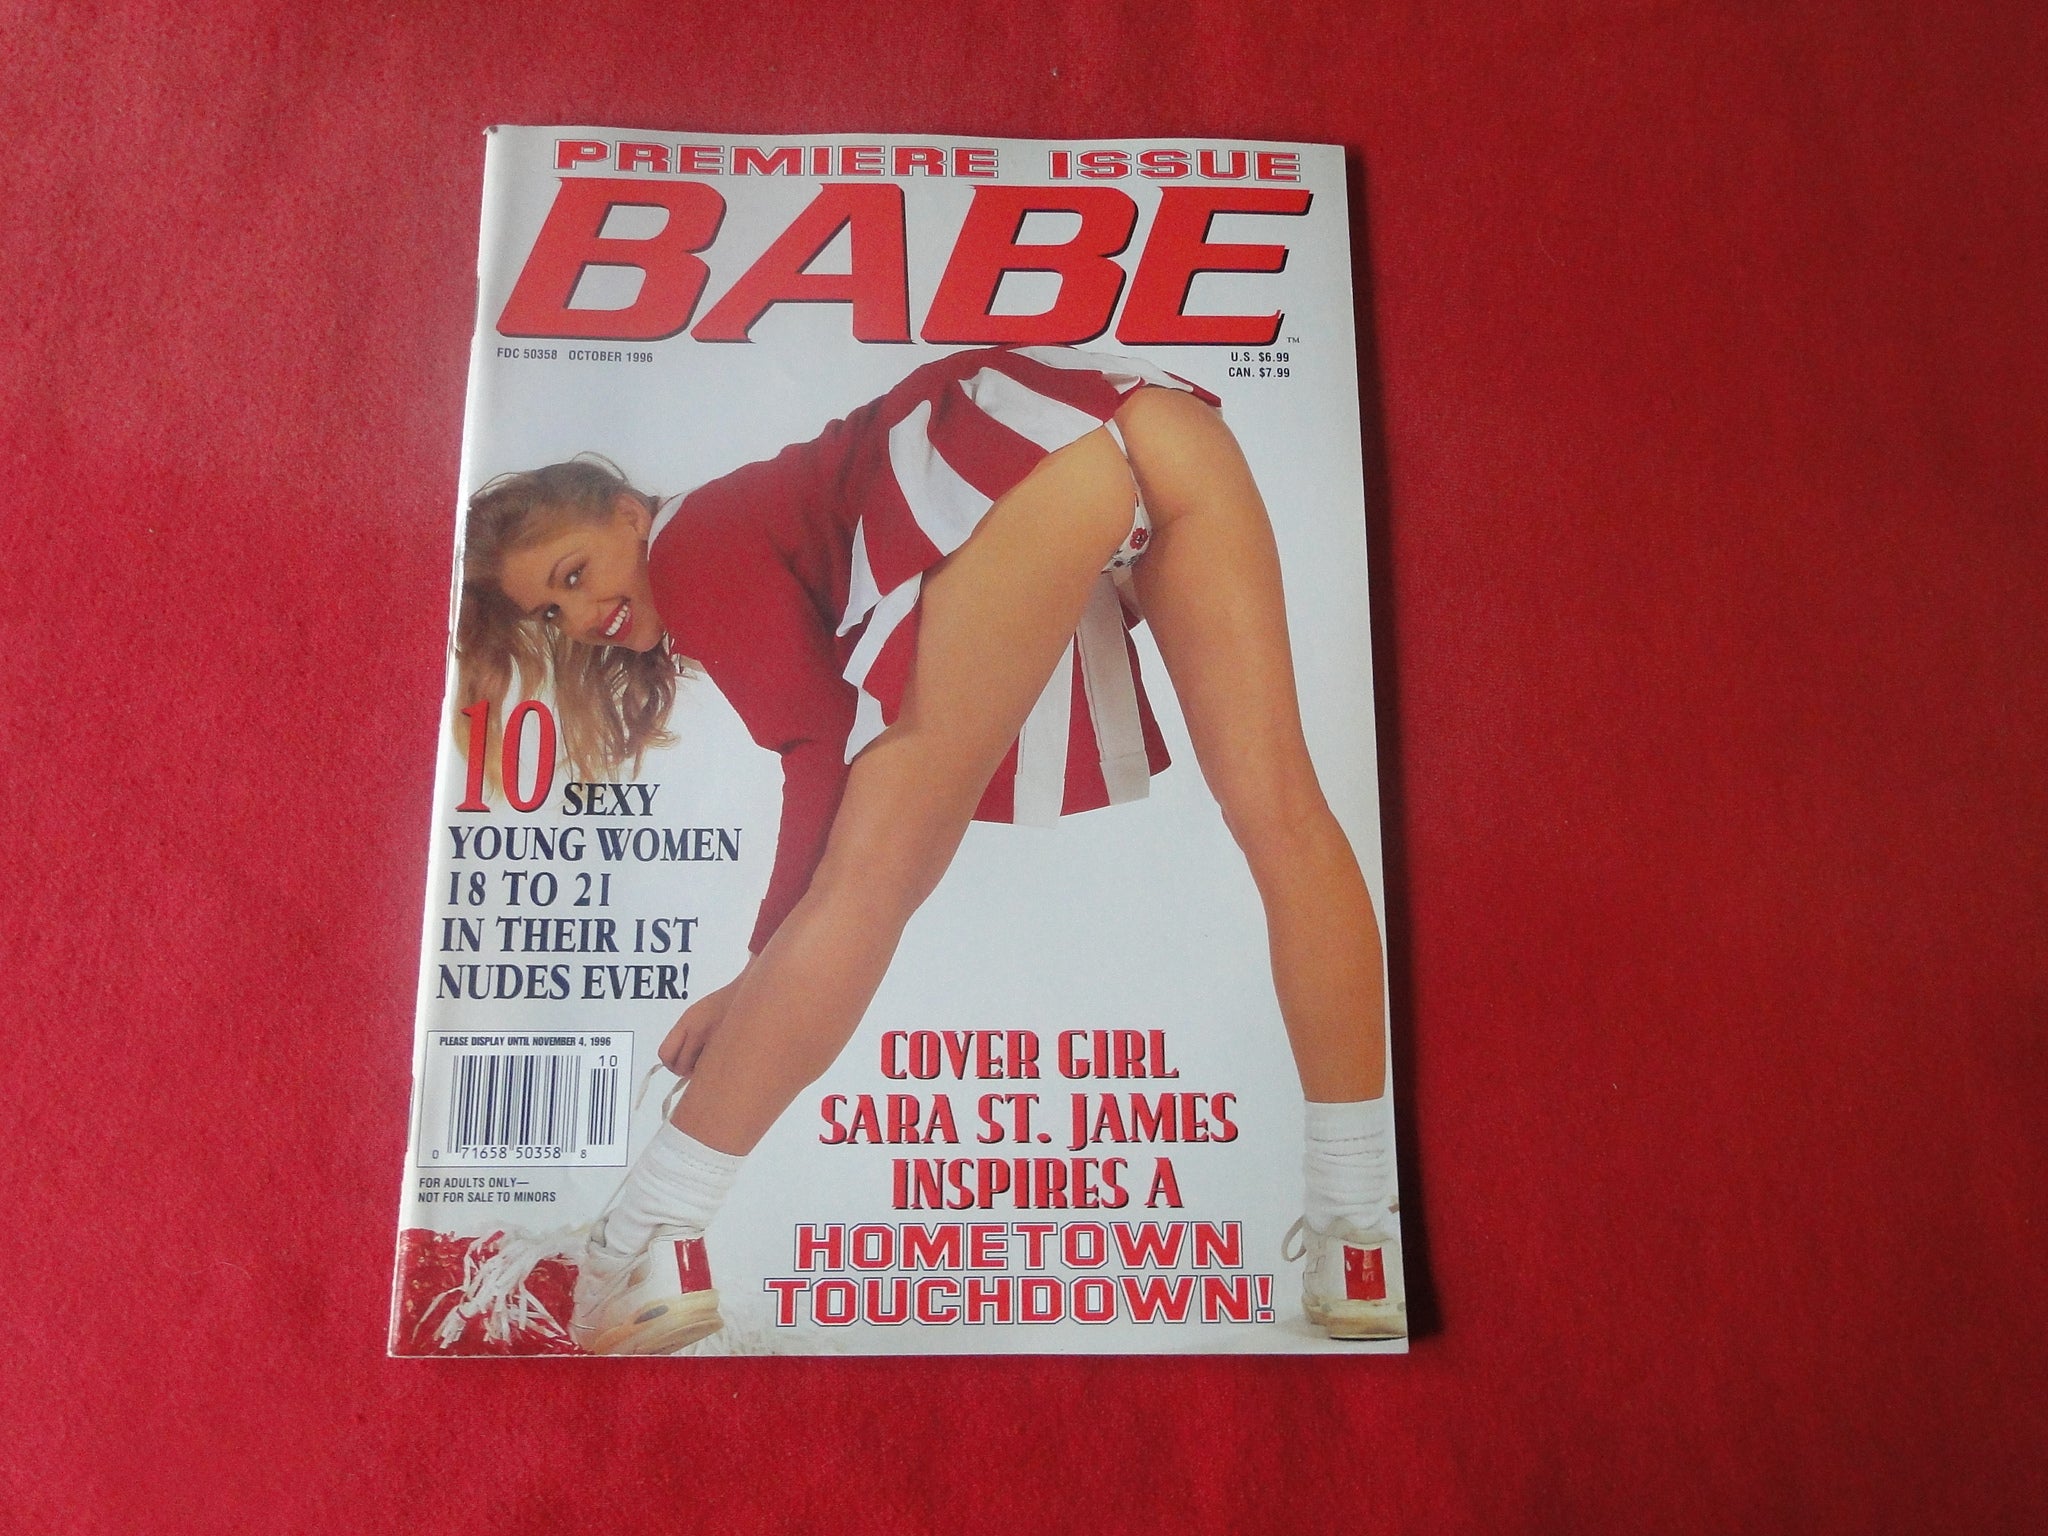 PREMIERE ISSUE
BABE™
FDC 50358 OCTOBER 1996
U.S. $6.99
CAN. $7.99
10 SEXY
YOUNG WOMEN
18 TO 21
IN THEIR 1ST
NUDES EVER!
PLEASE DISPLAY UNTIL NOVEMBER 4, 1996
10
0 71658 50358 8
FOR ADULTS ONLY—
NOT FOR SALE TO MINORS
COVER GIRL
SARA ST. JAMES
INSPIRES A
HOMETOWN
TOUCHDOWN!